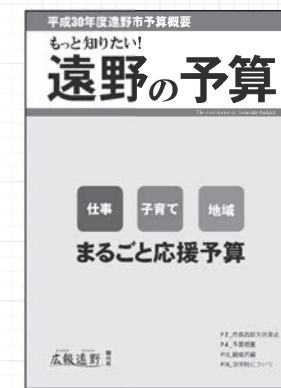 平成30年度遠野市予算概要
もっと知りたい!
遠野の予算
仕事
子育て
地域
まるごと応援予算
広報遠野